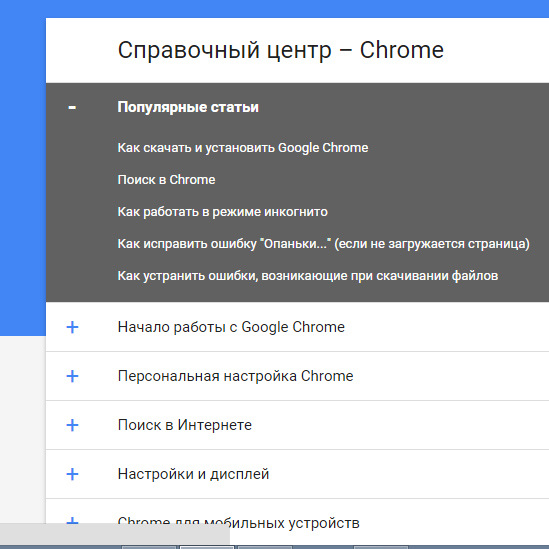 Справочный центр – Chrome
Популярные статьи
Как скачать и установить Google Chrome
Поиск в Chrome
Как работать в режиме инкогнито
Как исправить ошибку "Опаньки..." (если не загружается страница)
Как устранить ошибки, возникающие при скачивании файлов
Начало работы с Google Chrome
Персональная настройка Chrome
Поиск в Интернете
Настройки и дисплей
Chrome для мобильных устройств